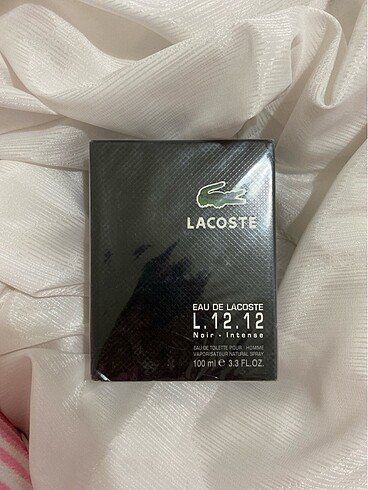 LACOSTE
EAU DE LACOSTE
L.12.12
Noir · Intense
EAU DE TOILETTE POUR · HOMME
VAPORISATEUR NATURAL SPRAY
100 ml ℮ 3.3 FL.OZ.